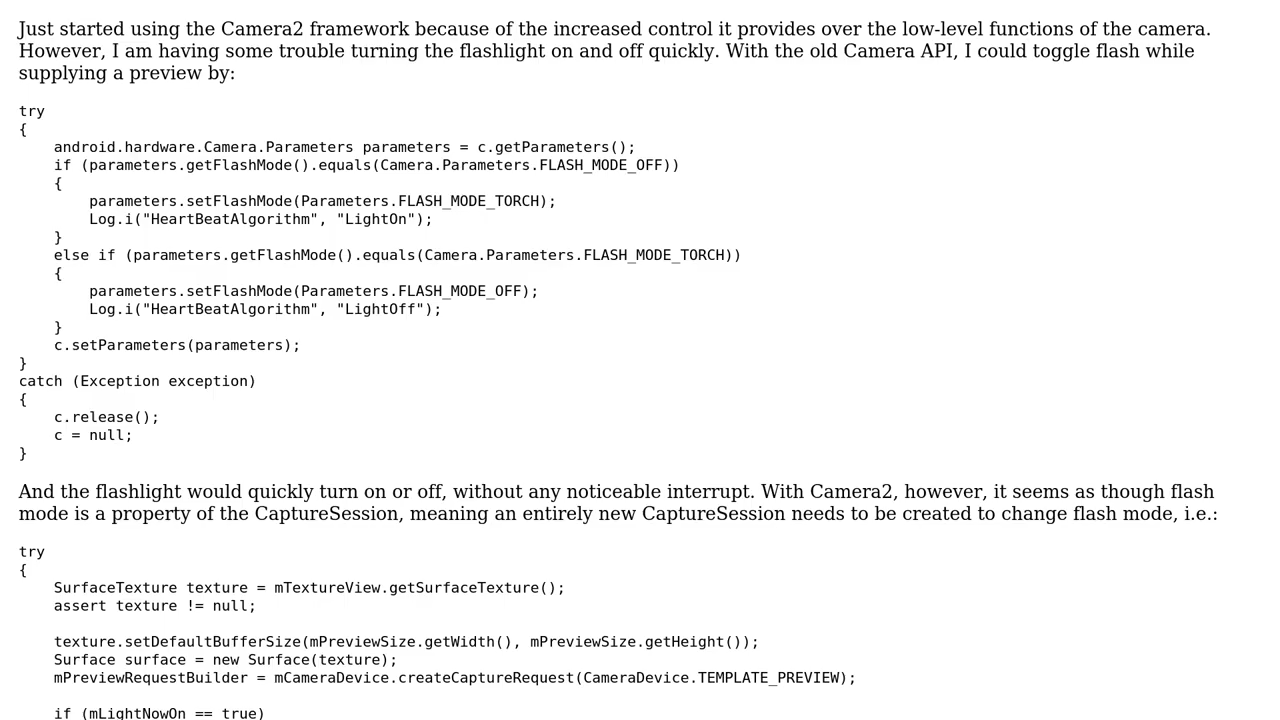 Just started using the Camera2 framework because of the increased control it provides over the low-level functions of the camera.
However, I am having some trouble turning the flashlight on and off quickly. With the old Camera API, I could toggle flash while
supplying a preview by:
try
{
    android.hardware.Camera.Parameters parameters = c.getParameters();
    if (parameters.getFlashMode().equals(Camera.Parameters.FLASH_MODE_OFF))
    {
        parameters.setFlashMode(Parameters.FLASH_MODE_TORCH);
        Log.i("HeartBeatAlgorithm", "LightOn");
    }
    else if (parameters.getFlashMode().equals(Camera.Parameters.FLASH_MODE_TORCH))
    {
        parameters.setFlashMode(Parameters.FLASH_MODE_OFF);
        Log.i("HeartBeatAlgorithm", "LightOff");
    }
    c.setParameters(parameters);
}
catch (Exception exception)
{
    c.release();
    c = null;
}
And the flashlight would quickly turn on or off, without any noticeable interrupt. With Camera2, however, it seems as though flash
mode is a property of the CaptureSession, meaning an entirely new CaptureSession needs to be created to change flash mode, i.e.:
try
{
    SurfaceTexture texture = mTextureView.getSurfaceTexture();
    assert texture != null;
    texture.setDefaultBufferSize(mPreviewSize.getWidth(), mPreviewSize.getHeight());
    Surface surface = new Surface(texture);
    mPreviewRequestBuilder = mCameraDevice.createCaptureRequest(CameraDevice.TEMPLATE_PREVIEW);
    if (mLightNowOn == true)